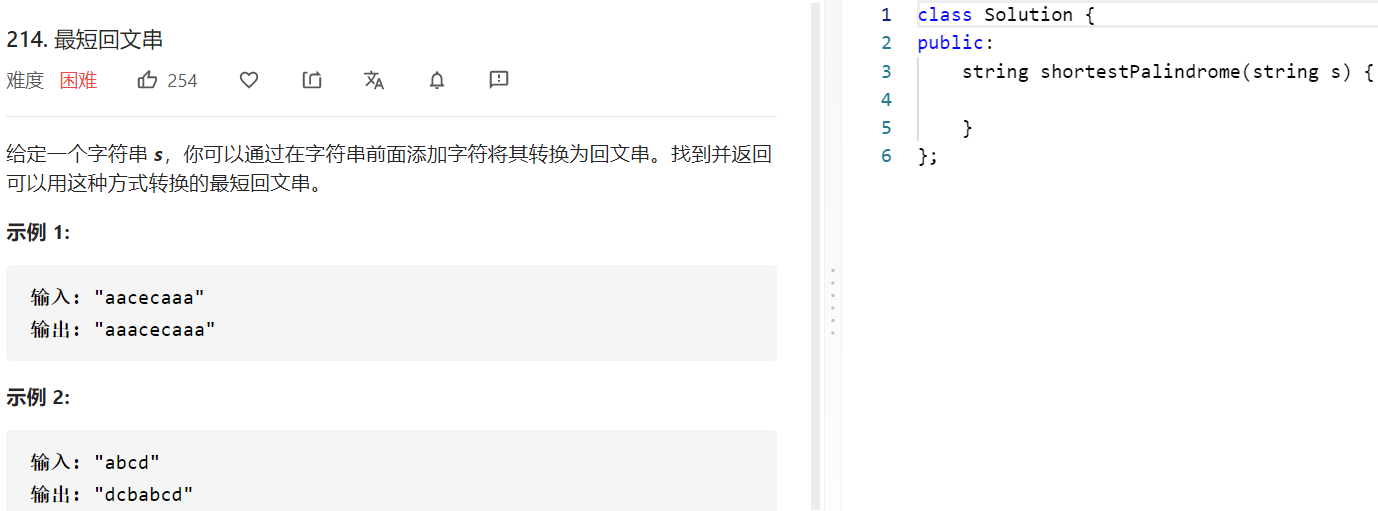 214. 最短回文串
难度 困难 254
给定一个字符串 s，你可以通过在字符串前面添加字符将其转换为回文串。找到并返回
可以用这种方式转换的最短回文串。
示例 1:
输入: "aacecaaa"
输出: "aaacecaaa"
示例 2:
输入: "abcd"
输出: "dcbabcd"
1 class Solution {
2 public:
3 string shortestPalindrome(string s) {
4
5 }
6 };